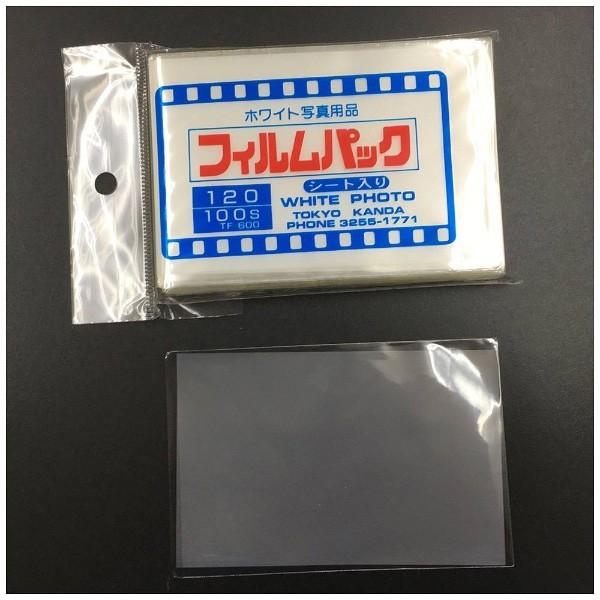 ホワイト写真用品
フィルムパック
シート入り
120
100S
TF 600
WHITE PHOTO
TOKYO KANDA
PHONE 3255-1771